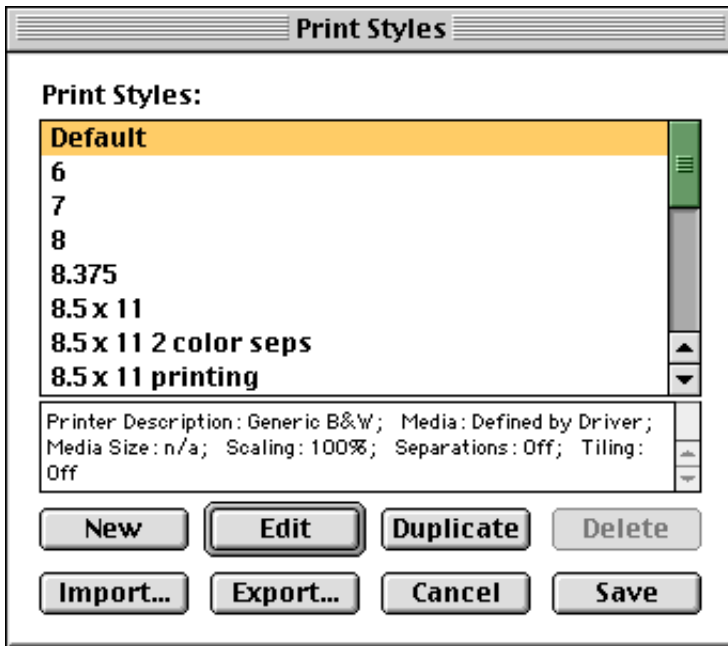 Print Styles
Print Styles:
Default
6
7
8
8.375
8.5 x 11
8.5 x 11 2 color seps
8.5 x 11 printing
Printer Description: Generic B&W; Media: Defined by Driver;
Media Size: n/a; Scaling: 100%; Separations: Off; Tiling:
Off
New Edit Duplicate Delete
Import... Export... Cancel Save